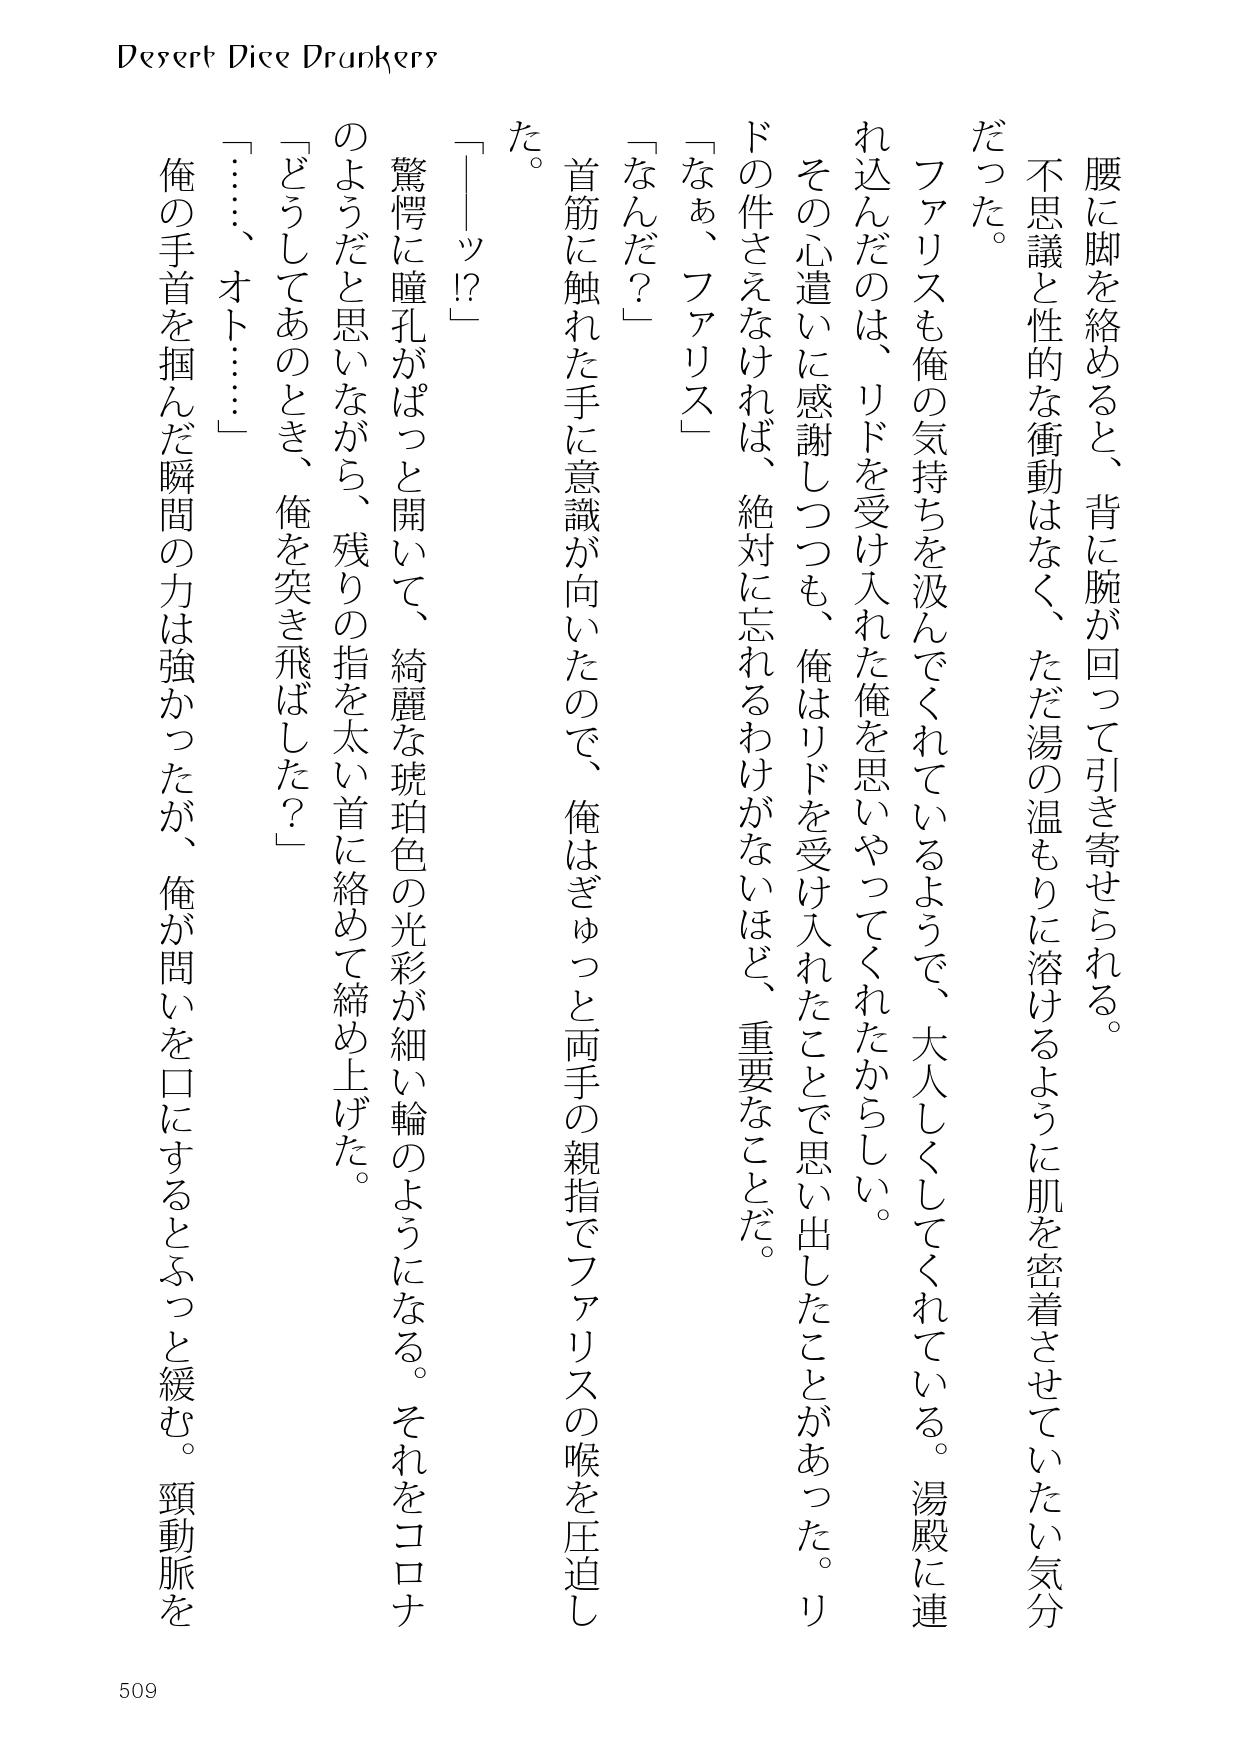 Desert Dice Drunkers
　腰に脚を絡めると、背に腕が回って引き寄せられる。
　不思議と性的な衝動はなく、ただ湯の温もりに溶けるように肌を密着させていたい気分
だった。
　ファリスも俺の気持ちを汲んでくれているようで、大人しくしてくれている。湯殿に連
れ込んだのは、リドを受け入れた俺を思いやってくれたかららしい。
　その心遣いに感謝しつつも、俺はリドを受け入れたことで思い出したことがあった。リ
ドの件さえなければ、絶対に忘れるわけがないほど、重要なことだ。
「なぁ、ファリス」
「なんだ？」
　首筋に触れた手に意識が向いたので、俺はぎゅっと両手の親指でファリスの喉を圧迫し
た。
「――ッ!?」
　驚愕に瞳孔がぱっと開いて、綺麗な琥珀色の光彩が細い輪のようになる。それをコロナ
のようだと思いながら、残りの指を太い首に絡めて締め上げた。
「どうしてあのとき、俺を突き飛ばした？」
「……、オト……」
　俺の手首を掴んだ瞬間の力は強かったが、俺が問いを口にするとふっと緩む。頸動脈を
509